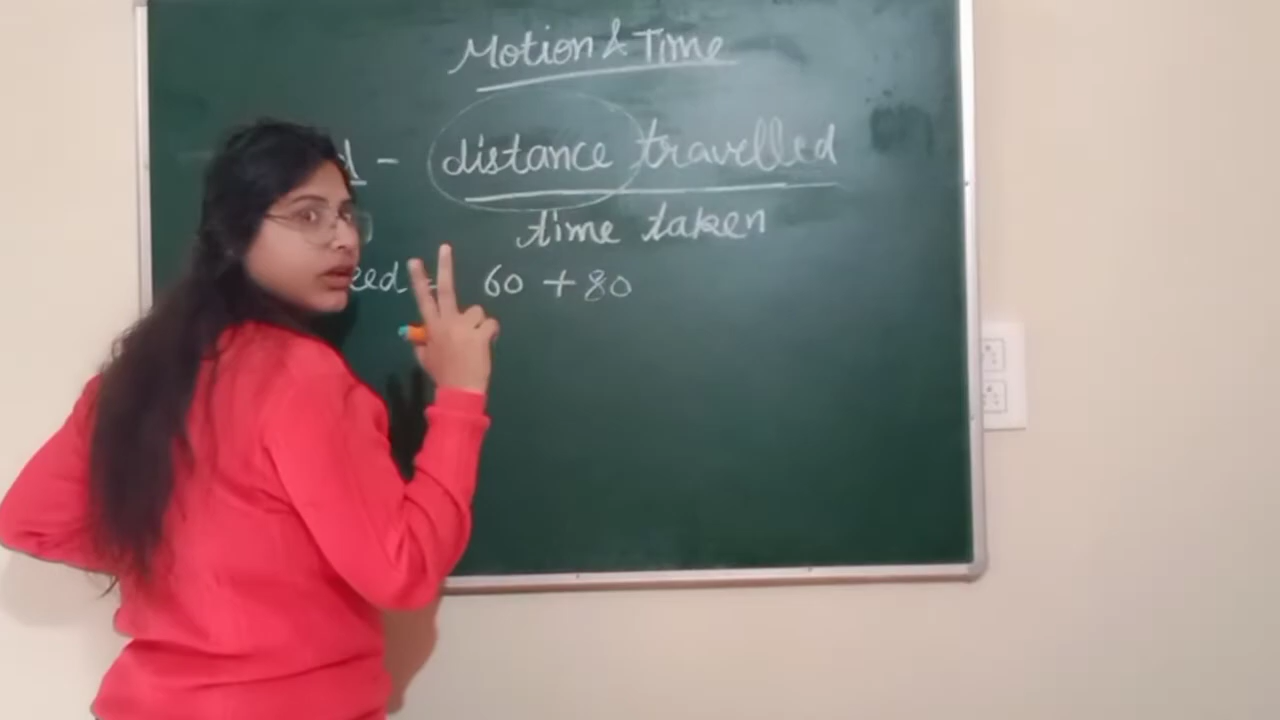 Motion & Time
- distance travelled
time taken
= 60 + 80